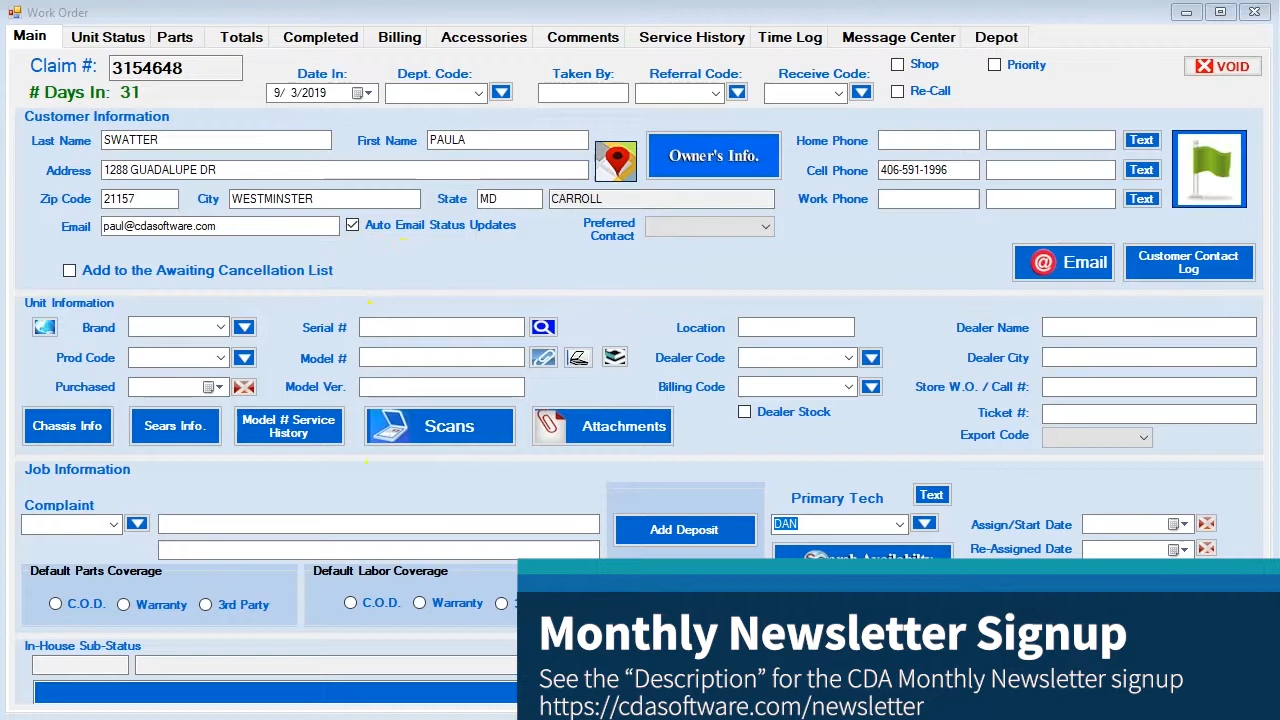 Work Order
Main Unit Status Parts Totals Completed Billing Accessories Comments Service History Time Log Message Center Depot
Claim #: 3154648
# Days In: 31
Date In: Dept. Code: Taken By: Referral Code: Receive Code:
9/ 3/2019
Shop Priority
Re-Call
VOID
Customer Information
Last Name SWATTER First Name PAULA
Address 1288 GUADALUPE DR
Zip Code 21157 City WESTMINSTER State MD CARROLL
Email paul@cdasoftware.com Auto Email Status Updates Preferred Contact
Owner's Info.
Home Phone Text
Cell Phone 406-591-1996 Text
Work Phone Text
Add to the Awaiting Cancellation List
@ Email
Customer Contact
Log
Unit Information
Brand Serial # Location Dealer Name
Prod Code Model # Dealer Code Dealer City
Purchased Model Ver. Billing Code Store W.O. / Call #:
Dealer Stock Ticket #:
Export Code
Chassis Info Sears Info. Model # Service
History
Scans Attachments
Job Information
Complaint
Add Deposit
Primary Tech Text
DAN
Assign/Start Date
Re-Assigned Date
Default Parts Coverage Default Labor Coverage
C.O.D. Warranty 3rd Party C.O.D. Warranty
In-House Sub-Status
Monthly Newsletter Signup
See the “Description” for the CDA Monthly Newsletter signup
https://cdasoftware.com/newsletter